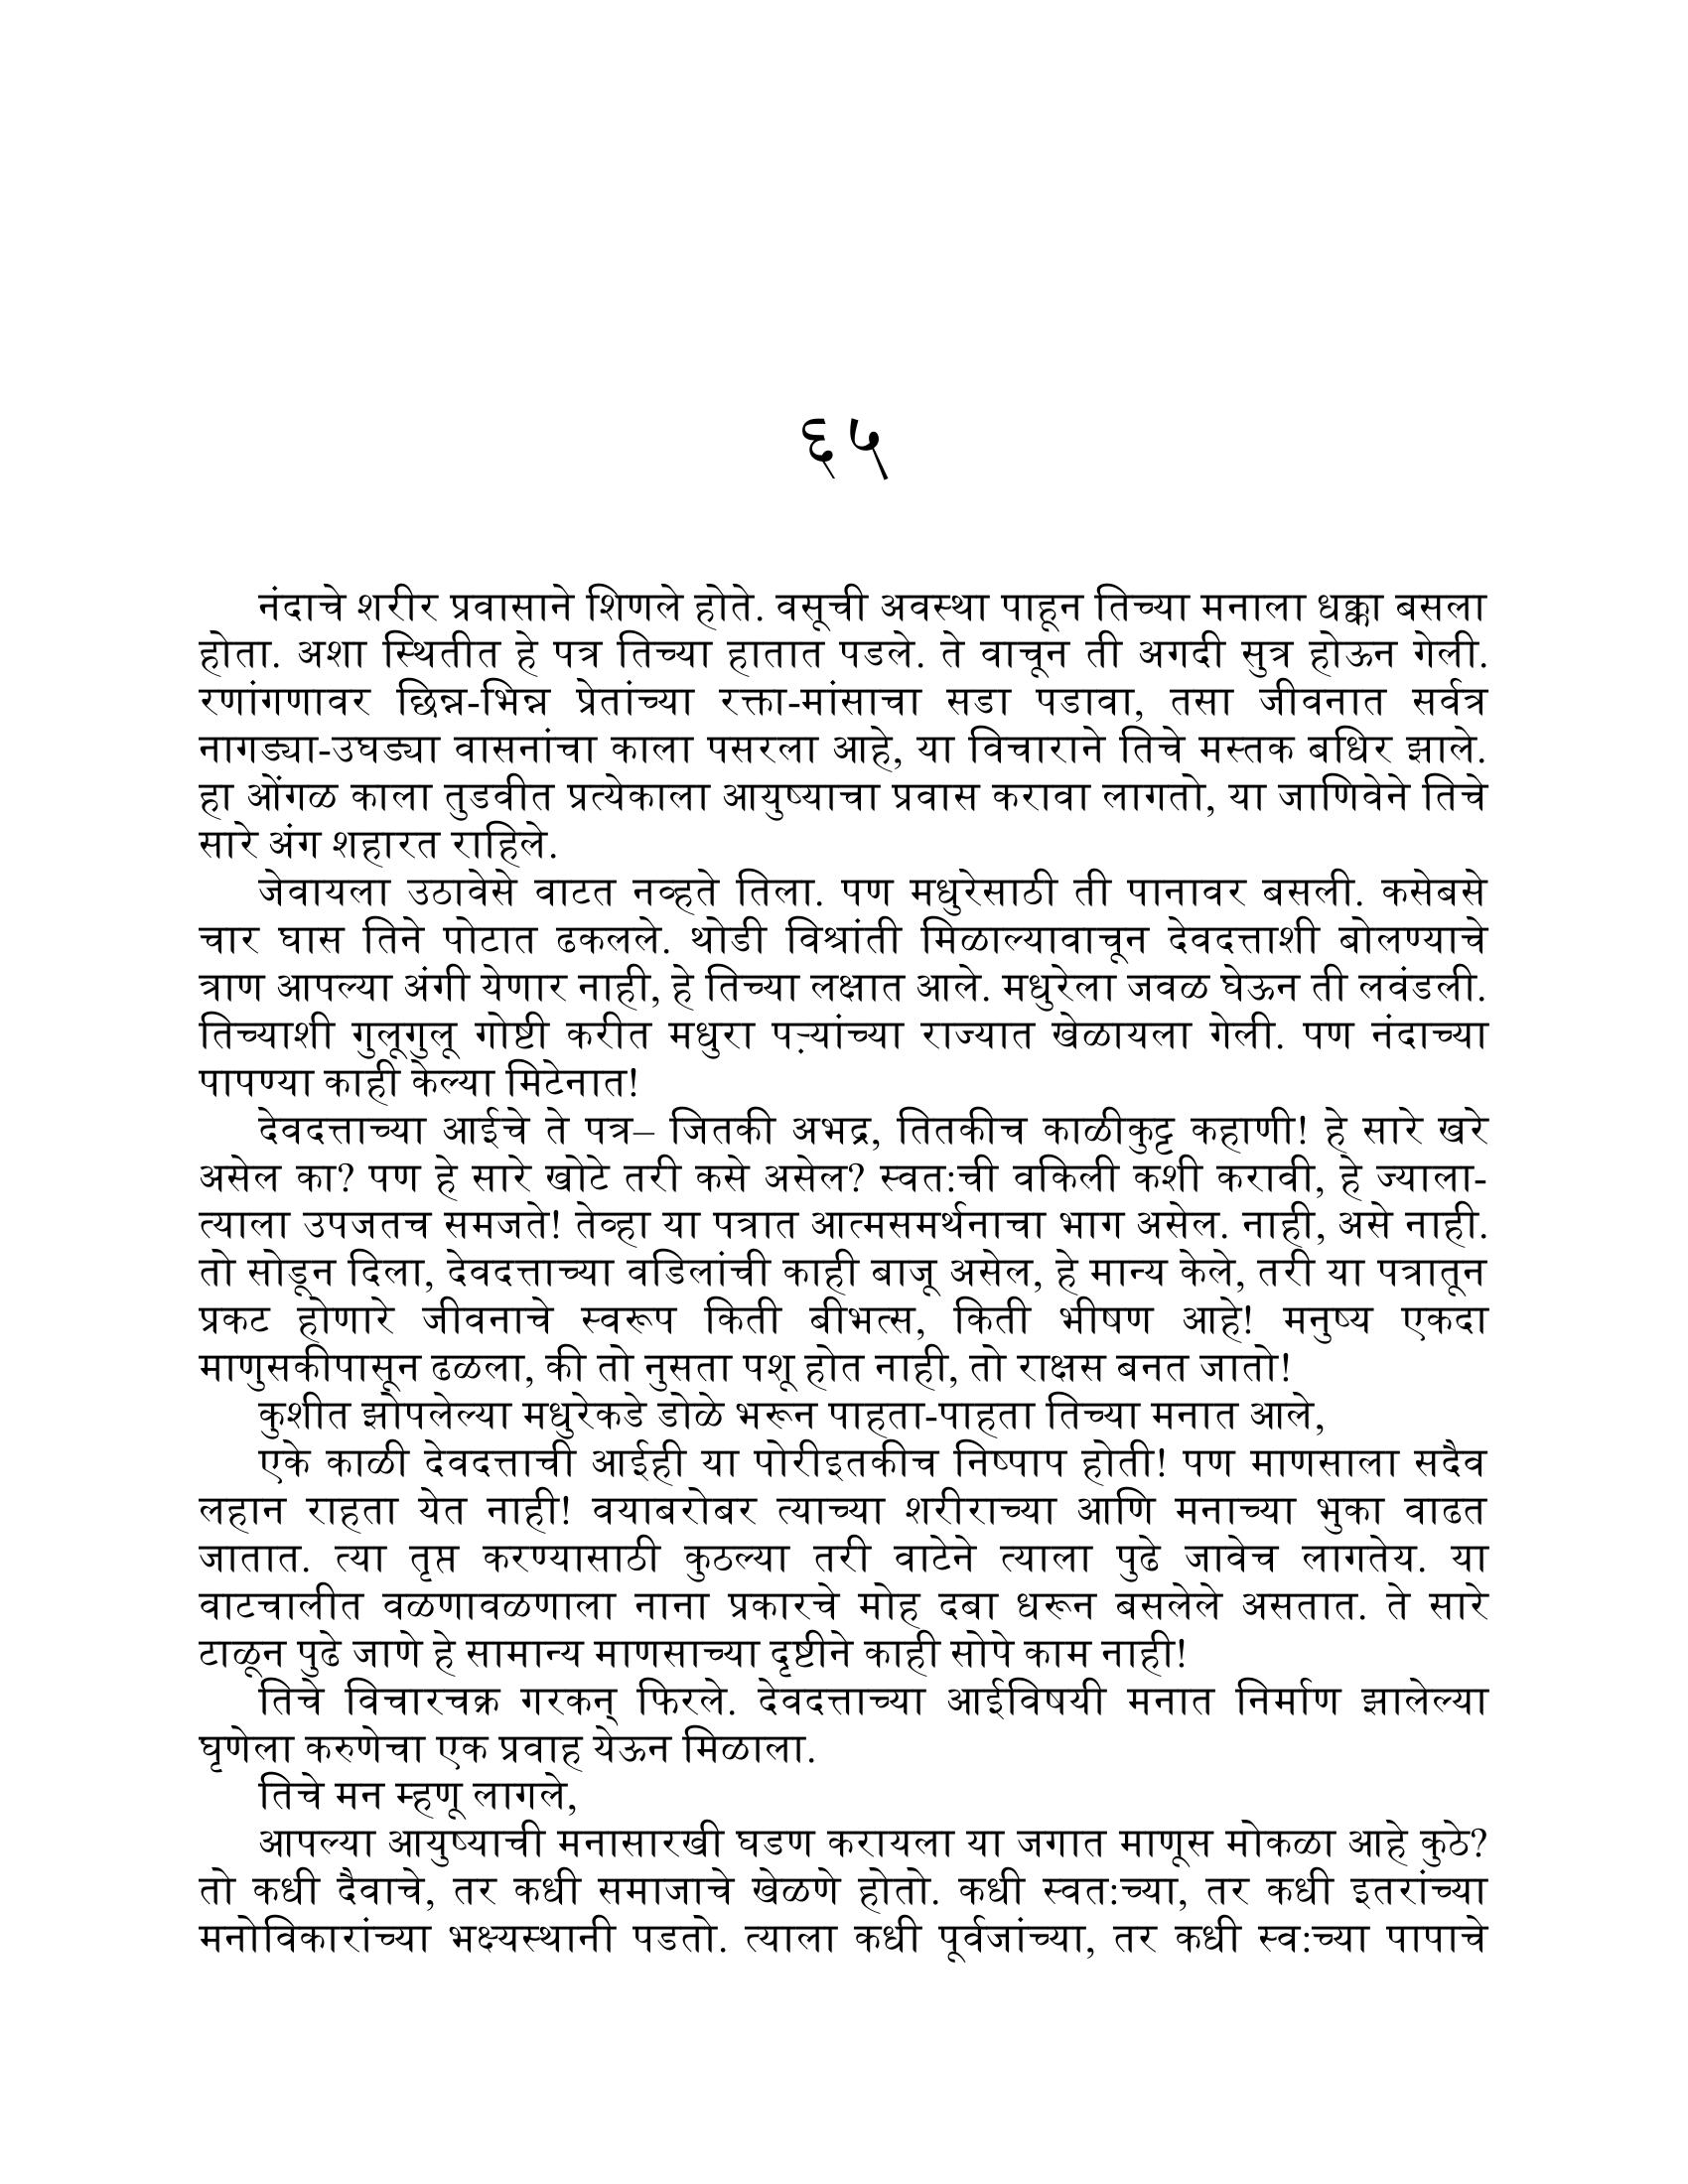 ६५
नंदाचे शरीर प्रवासाने शिणले होते. वसूची अवस्था पाहून तिच्या मनाला धक्का बसला
होता. अशा स्थितीत हे पत्र तिच्या हातात पडले. ते वाचून ती अगदी सुत्र होऊन गेली.
रणांगणावर छिन्न-भिन्न प्रेतांच्या रक्ता-मांसाचा सडा पडावा, तसा जीवनात सर्वत्र
नागड्या-उघड्या वासनांचा काला पसरला आहे, या विचाराने तिचे मस्तक बधिर झाले.
हा ओंगळ काला तुडवीत प्रत्येकाला आयुष्याचा प्रवास करावा लागतो, या जाणिवेने तिचे
सारे अंग शहारत राहिले.
जेवायला उठावेसे वाटत नव्हते तिला. पण मधुरेसाठी ती पानावर बसली. कसेबसे
चार घास तिने पोटात ढकलले. थोडी विश्रांती मिळाल्यावाचून देवदत्ताशी बोलण्याचे
त्राण आपल्या अंगी येणार नाही, हे तिच्या लक्षात आले. मधुरेला जवळ घेऊन ती लवंडली.
तिच्याशी गुलूगुलू गोष्टी करीत मधुरा पऱ्यांच्या राज्यात खेळायला गेली. पण नंदाच्या
पापण्या काही केल्या मिटेनात!
देवदत्ताच्या आईचे ते पत्र– जितकी अभद्र, तितकीच काळीकुट्ट कहाणी! हे सारे खरे
असेल का? पण हे सारे खोटे तरी कसे असेल? स्वत:ची वकिली कशी करावी, हे ज्याला-
त्याला उपजतच समजते! तेव्हा या पत्रात आत्मसमर्थनाचा भाग असेल. नाही, असे नाही.
तो सोडून दिला, देवदत्ताच्या वडिलांची काही बाजू असेल, हे मान्य केले, तरी या पत्रातून
प्रकट होणारे जीवनाचे स्वरूप किती बीभत्स, किती भीषण आहे! मनुष्य एकदा
माणुसकीपासून ढळला, की तो नुसता पशू होत नाही, तो राक्षस बनत जातो!
कुशीत झोपलेल्या मधुरेकडे डोळे भरून पाहता-पाहता तिच्या मनात आले,
एके काळी देवदत्ताची आईही या पोरीइतकीच निष्पाप होती! पण माणसाला सदैव
लहान राहता येत नाही! वयाबरोबर त्याच्या शरीराच्या आणि मनाच्या भुका वाढत
जातात. त्या तृप्त करण्यासाठी कुठल्या तरी वाटेने त्याला पुढे जावेच लागतेय. या
वाटचालीत वळणावळणाला नाना प्रकारचे मोह दबा धरून बसलेले असतात. ते सारे
टाळून पुढे जाणे हे सामान्य माणसाच्या दृष्टीने काही सोपे काम नाही!
तिचे विचारचक्र गरकन् फिरले. देवदत्ताच्या आईविषयी मनात निर्माण झालेल्या
घृणेला करुणेचा एक प्रवाह येऊन मिळाला.
तिचे मन म्हणू लागले,
आपल्या आयुष्याची मनासारखी घडण करायला या जगात माणूस मोकळा आहे कुठे?
तो कधी दैवाचे, तर कधी समाजाचे खेळणे होतो. कधी स्वत:च्या, तर कधी इतरांच्या
मनोविकारांच्या भक्ष्यस्थानी पडतो. त्याला कधी पूर्वजांच्या, तर कधी स्व:च्या पापाचे